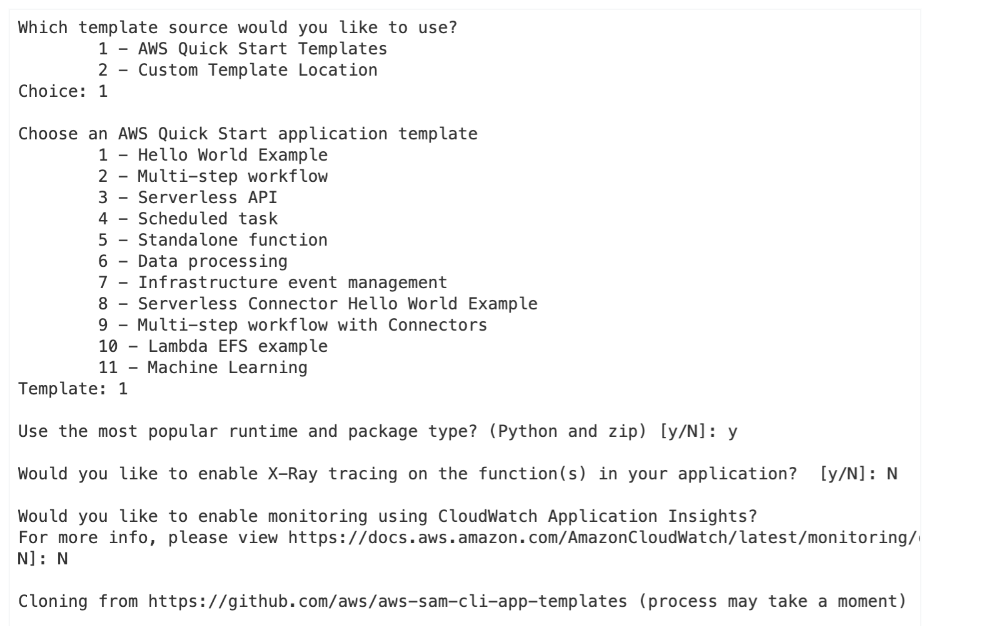 Which template source would you like to use?
1 – AWS Quick Start Templates
2 – Custom Template Location
Choice: 1
Choose an AWS Quick Start application template
1 – Hello World Example
2 – Multi–step workflow
3 – Serverless API
4 – Scheduled task
5 – Standalone function
6 – Data processing
7 – Infrastructure event management
8 – Serverless Connector Hello World Example
9 – Multi–step workflow with Connectors
10 – Lambda EFS example
11 – Machine Learning
Template: 1
Use the most popular runtime and package type? (Python and zip) [y/N]: y
Would you like to enable X–Ray tracing on the function(s) in your application?  [y/N]: N
Would you like to enable monitoring using CloudWatch Application Insights?
For more info, please view https://docs.aws.amazon.com/AmazonCloudWatch/latest/monitoring/
N]: N
Cloning from https://github.com/aws/aws–sam–cli–app–templates (process may take a moment)